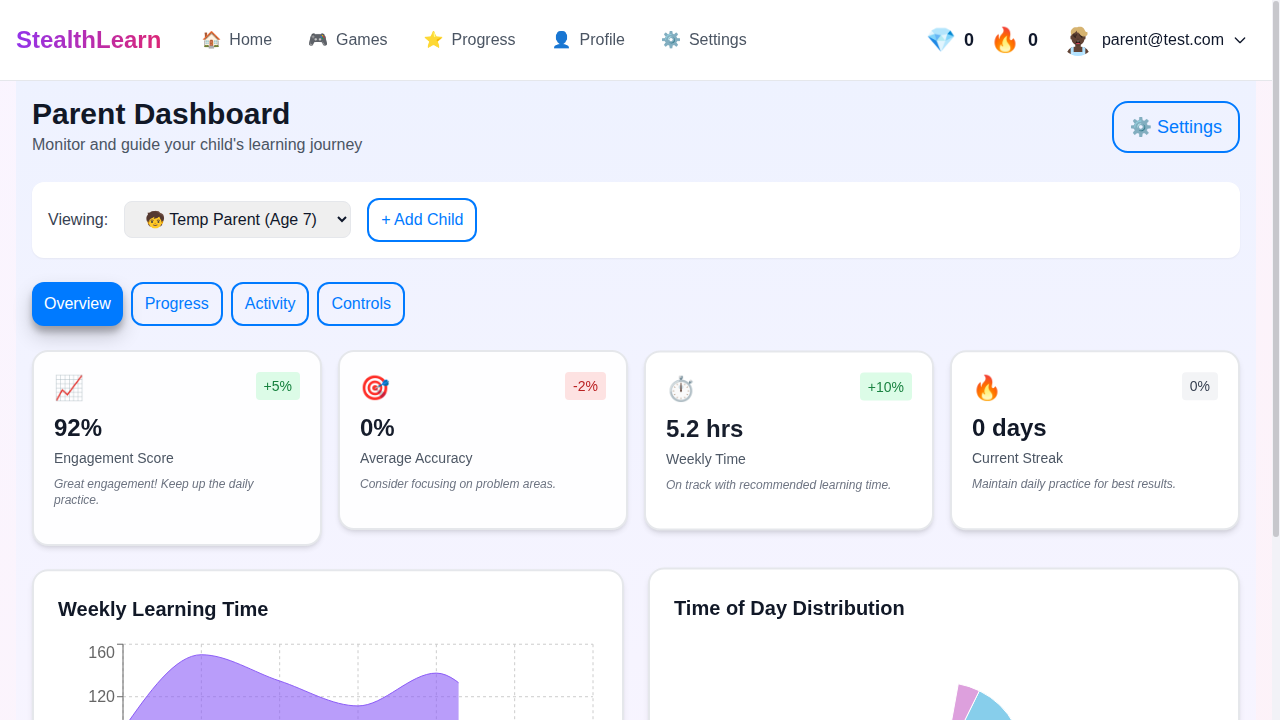 StealthLearn
Home
Games
Progress
Profile
Settings
0
0
parent@test.com
Parent Dashboard
Monitor and guide your child's learning journey
Settings
Viewing:
Temp Parent (Age 7)
+ Add Child
Overview
Progress
Activity
Controls
+5%
92%
Engagement Score
Great engagement! Keep up the daily
practice.
-2%
0%
Average Accuracy
Consider focusing on problem areas.
+10%
5.2 hrs
Weekly Time
On track with recommended learning time.
0%
0 days
Current Streak
Maintain daily practice for best results.
Weekly Learning Time
160
120
Time of Day Distribution